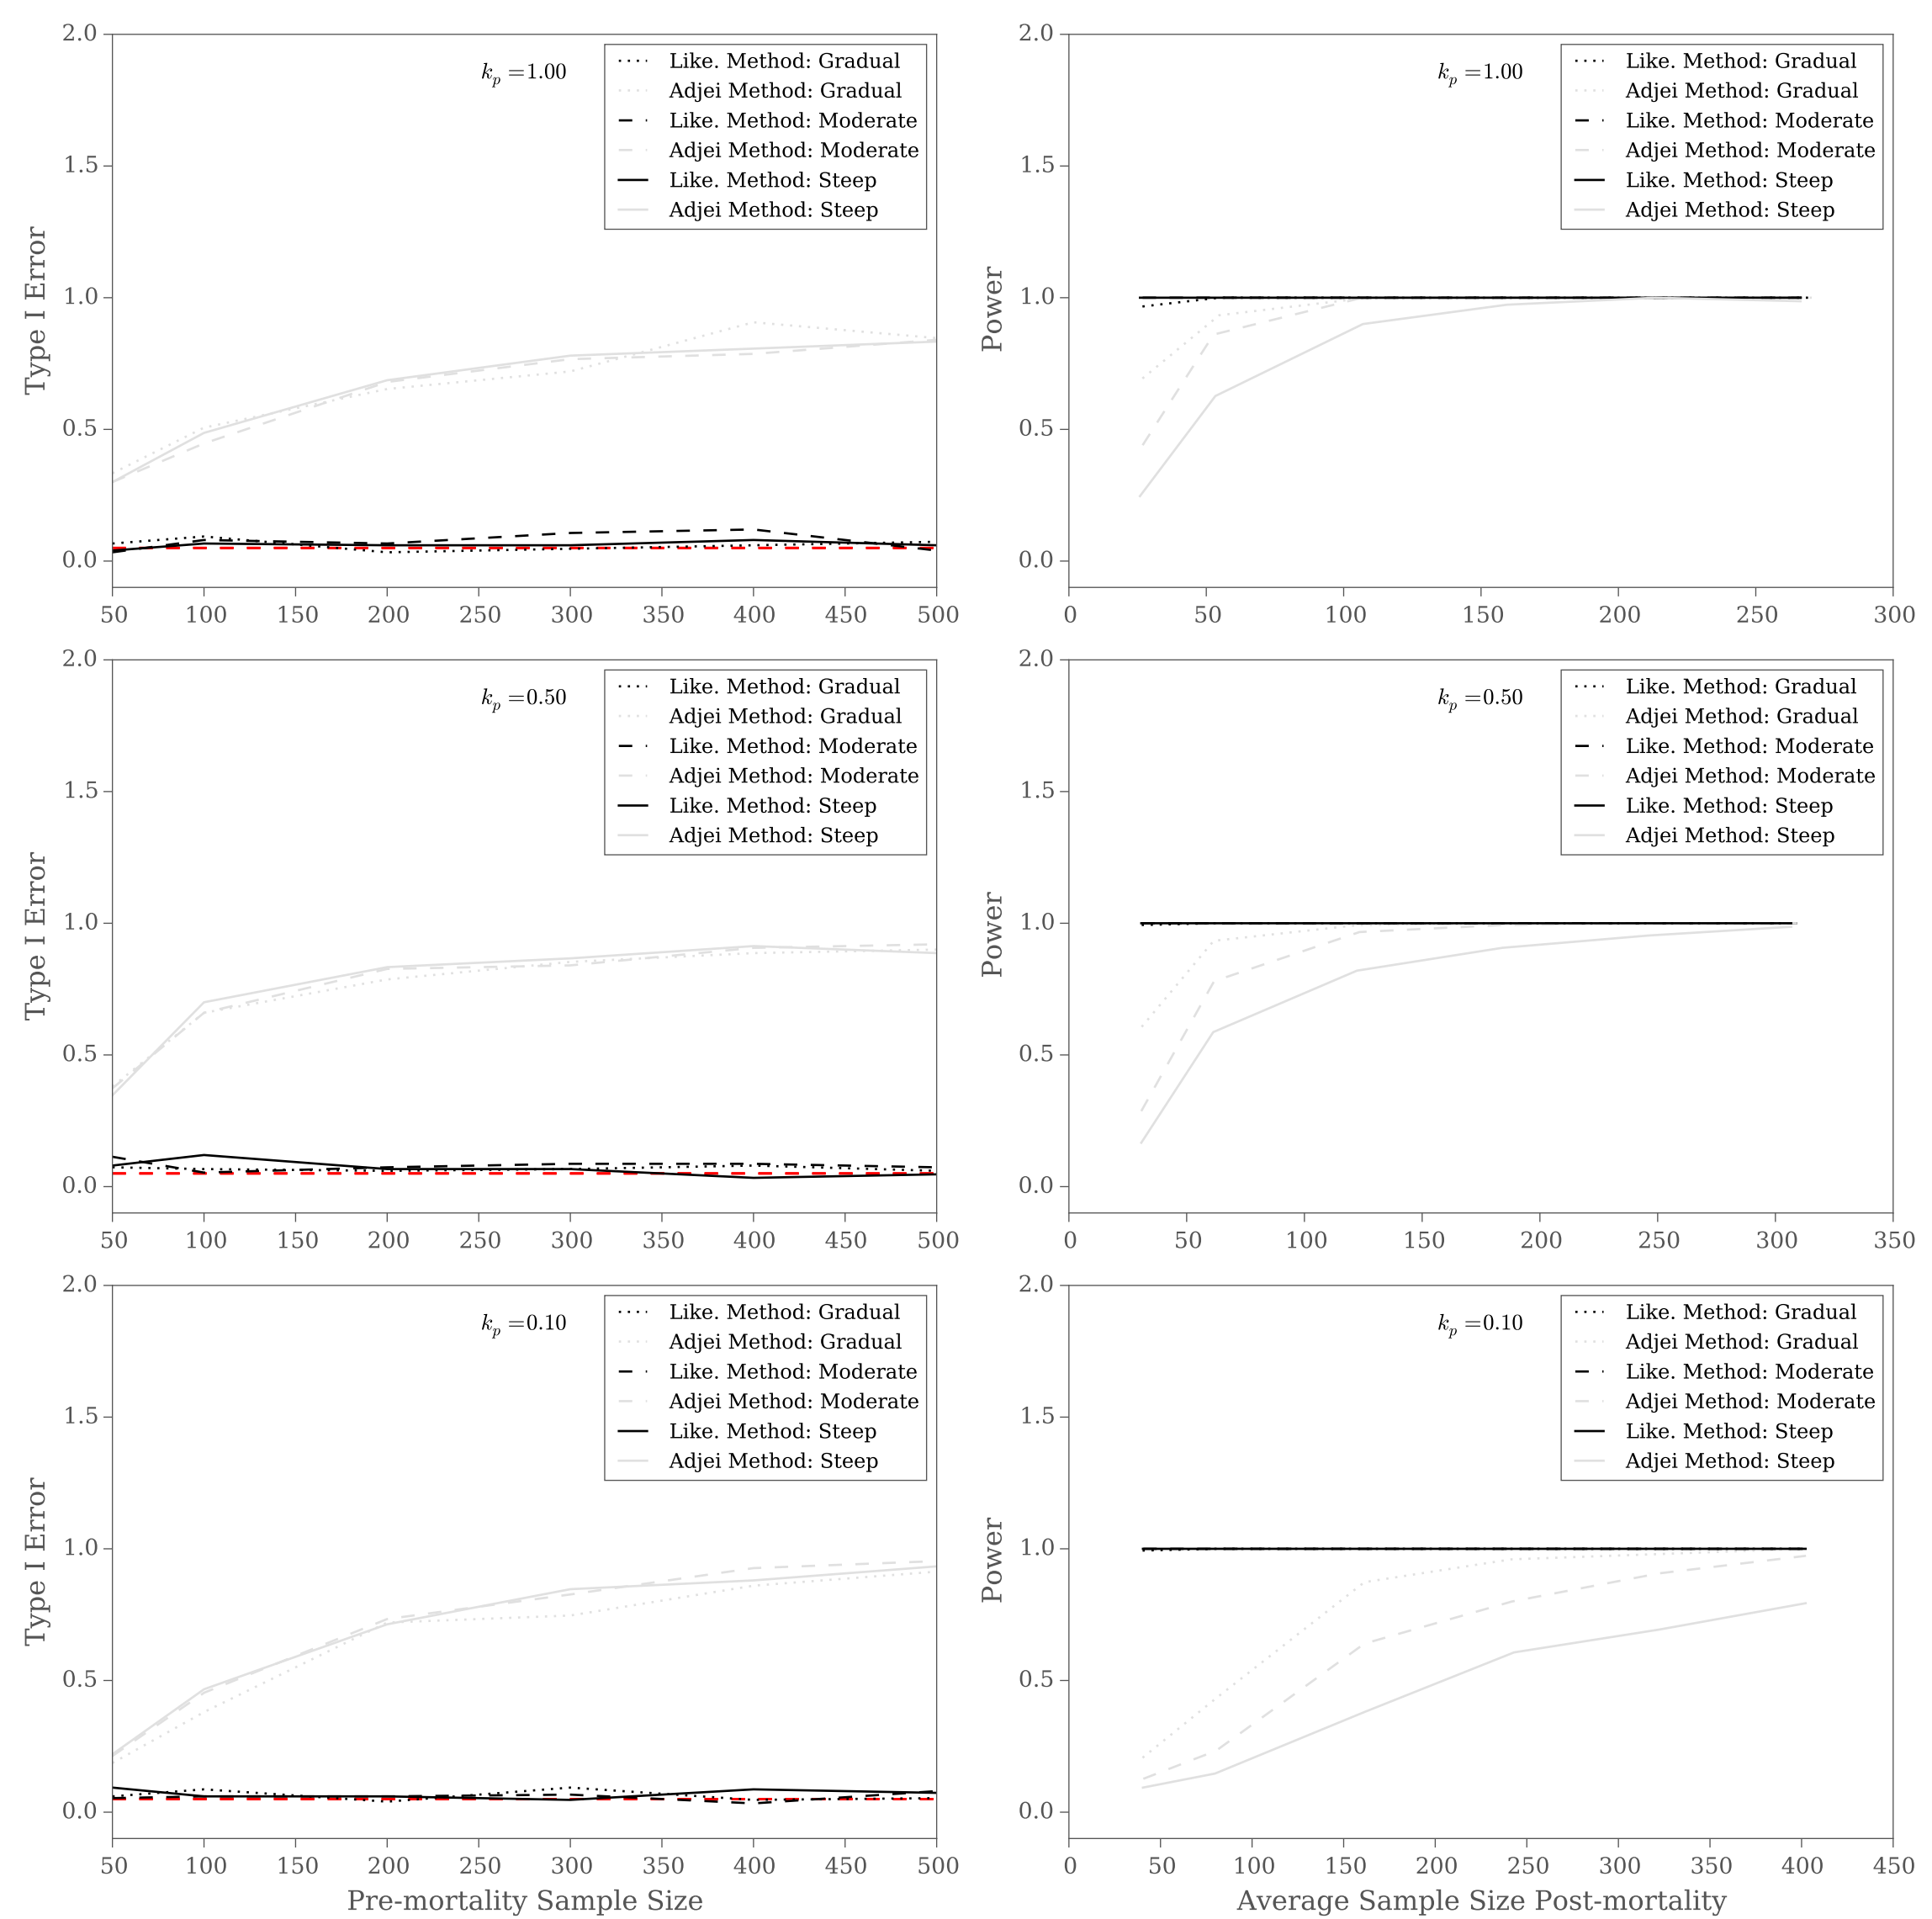 2.0
1.5
1.0
0.5
0.0
Type I Error
k_p = 1.00
Like. Method: Gradual
Adjei Method: Gradual
Like. Method: Moderate
Adjei Method: Moderate
Like. Method: Steep
Adjei Method: Steep
50 100 150 200 250 300 350 400 450 500
2.0
1.5
1.0
0.5
0.0
Power
k_p = 1.00
Like. Method: Gradual
Adjei Method: Gradual
Like. Method: Moderate
Adjei Method: Moderate
Like. Method: Steep
Adjei Method: Steep
0 50 100 150 200 250 300
2.0
1.5
1.0
0.5
0.0
Type I Error
k_p = 0.50
Like. Method: Gradual
Adjei Method: Gradual
Like. Method: Moderate
Adjei Method: Moderate
Like. Method: Steep
Adjei Method: Steep
50 100 150 200 250 300 350 400 450 500
2.0
1.5
1.0
0.5
0.0
Power
k_p = 0.50
Like. Method: Gradual
Adjei Method: Gradual
Like. Method: Moderate
Adjei Method: Moderate
Like. Method: Steep
Adjei Method: Steep
0 50 100 150 200 250 300 350
2.0
1.5
1.0
0.5
0.0
Type I Error
k_p = 0.10
Like. Method: Gradual
Adjei Method: Gradual
Like. Method: Moderate
Adjei Method: Moderate
Like. Method: Steep
Adjei Method: Steep
50 100 150 200 250 300 350 400 450 500
Pre-mortality Sample Size
2.0
1.5
1.0
0.5
0.0
Power
k_p = 0.10
Like. Method: Gradual
Adjei Method: Gradual
Like. Method: Moderate
Adjei Method: Moderate
Like. Method: Steep
Adjei Method: Steep
0 50 100 150 200 250 300 350 400 450
Average Sample Size Post-mortality